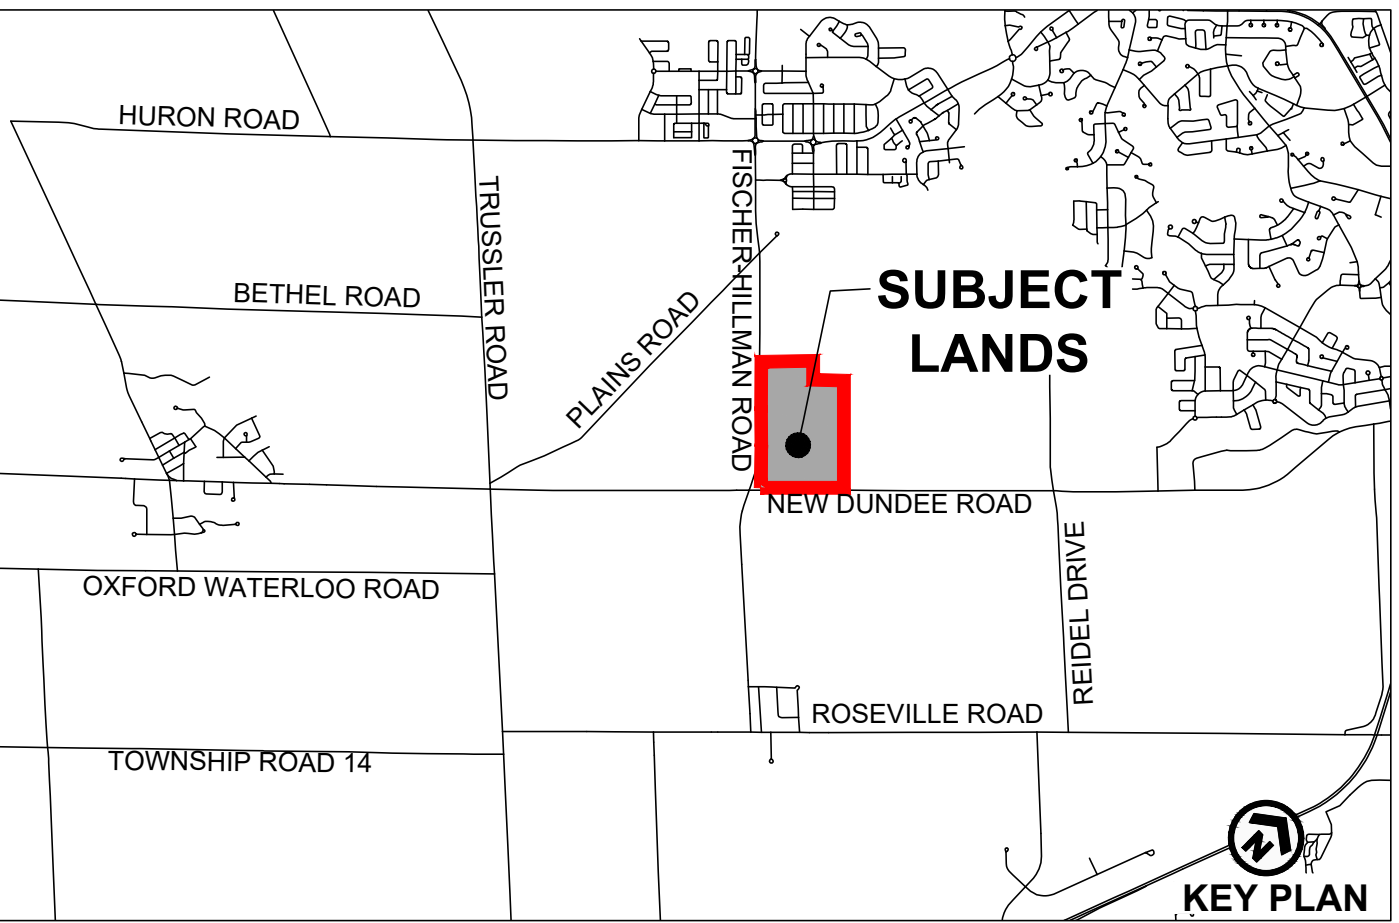 HURON ROAD
TRUSSLER ROAD
FISCHER-HILLMAN ROAD
BETHEL ROAD
PLAINS ROAD
SUBJECT
LANDS
NEW DUNDEE ROAD
OXFORD WATERLOO ROAD
REIDEL DRIVE
ROSEVILLE ROAD
TOWNSHIP ROAD 14
N
KEY PLAN